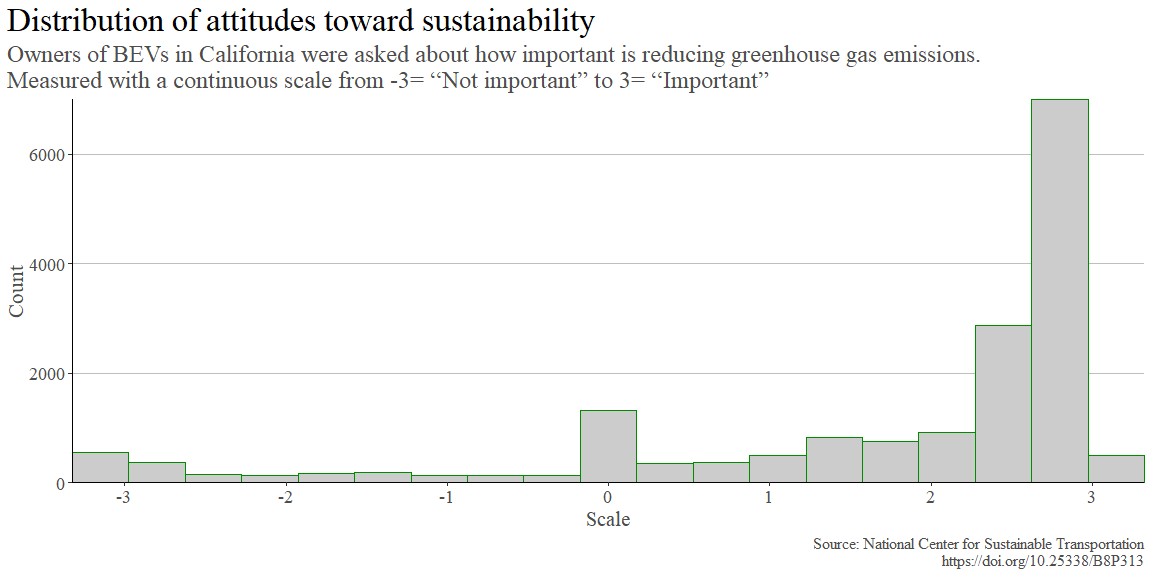 Distribution of attitudes toward sustainability
Owners of BEVs in California were asked about how important is reducing greenhouse gas emissions.
Measured with a continuous scale from -3= “Not important” to 3= “Important”
Count
6000
4000
2000
0
-3 -2 -1 0 1 2 3
Scale
Source: National Center for Sustainable Transportation
https://doi.org/10.25338/B8P313